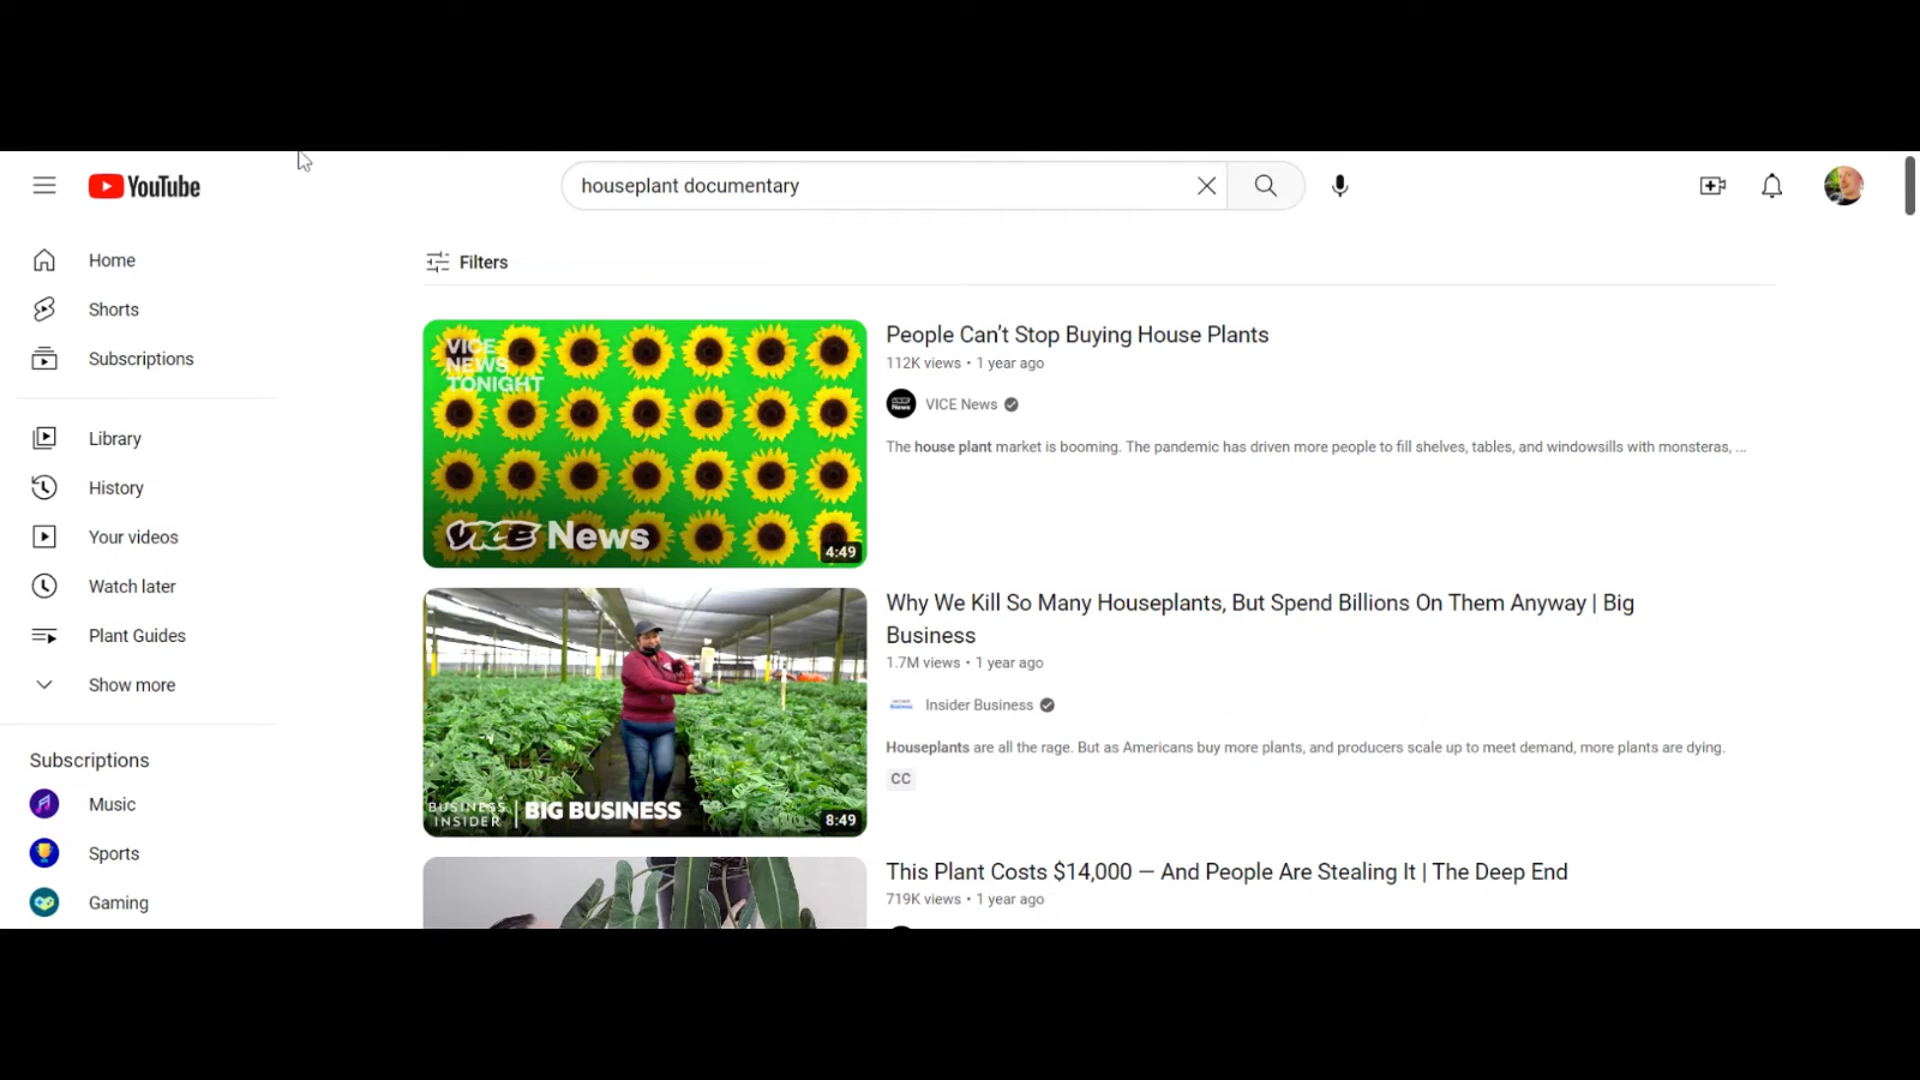 YouTube
houseplant documentary
Home
Shorts
Subscriptions
Library
History
Your videos
Watch later
Plant Guides
Show more
Subscriptions
Music
Sports
Gaming
Filters
VICE
NEWS
TONIGHT
VICE News
4:49
People Can’t Stop Buying House Plants
112K views • 1 year ago
VICE News
The house plant market is booming. The pandemic has driven more people to fill shelves, tables, and windowsills with monsteras, ...
BUSINESS
INSIDER
BIG BUSINESS
8:49
Why We Kill So Many Houseplants, But Spend Billions On Them Anyway | Big
Business
1.7M views • 1 year ago
Insider Business
Houseplants are all the rage. But as Americans buy more plants, and producers scale up to meet demand, more plants are dying.
CC
This Plant Costs $14,000 — And People Are Stealing It | The Deep End
719K views • 1 year ago